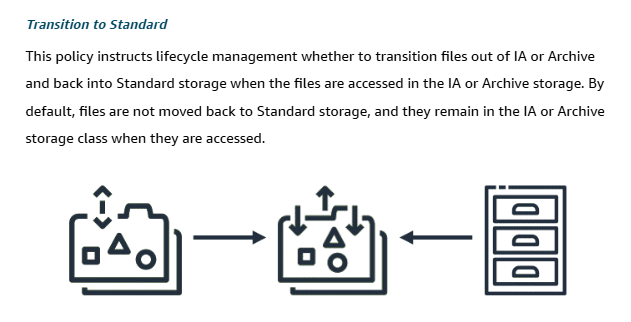 Transition to Standard
This policy instructs lifecycle management whether to transition files out of IA or Archive
and back into Standard storage when the files are accessed in the IA or Archive storage. By
default, files are not moved back to Standard storage, and they remain in the IA or Archive
storage class when they are accessed.